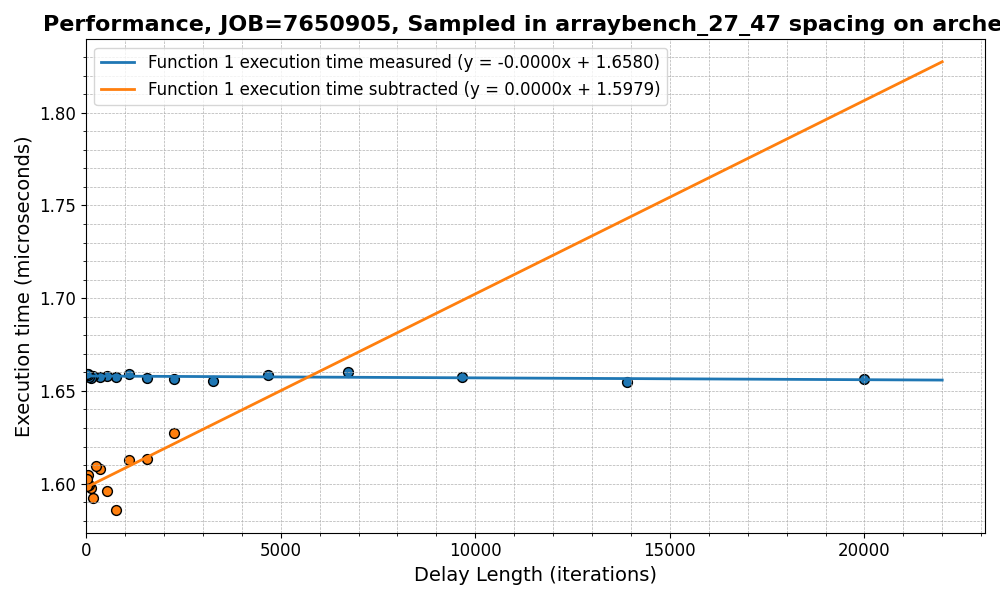 Performance, JOB=7650905, Sampled in arraybench_27_47 spacing on arche
Function 1 execution time measured (y = -0.0000x + 1.6580)
Function 1 execution time subtracted (y = 0.0000x + 1.5979)
Execution time (microseconds)
1.80
1.75
1.70
1.65
1.60
0 5000 10000 15000 20000
Delay Length (iterations)